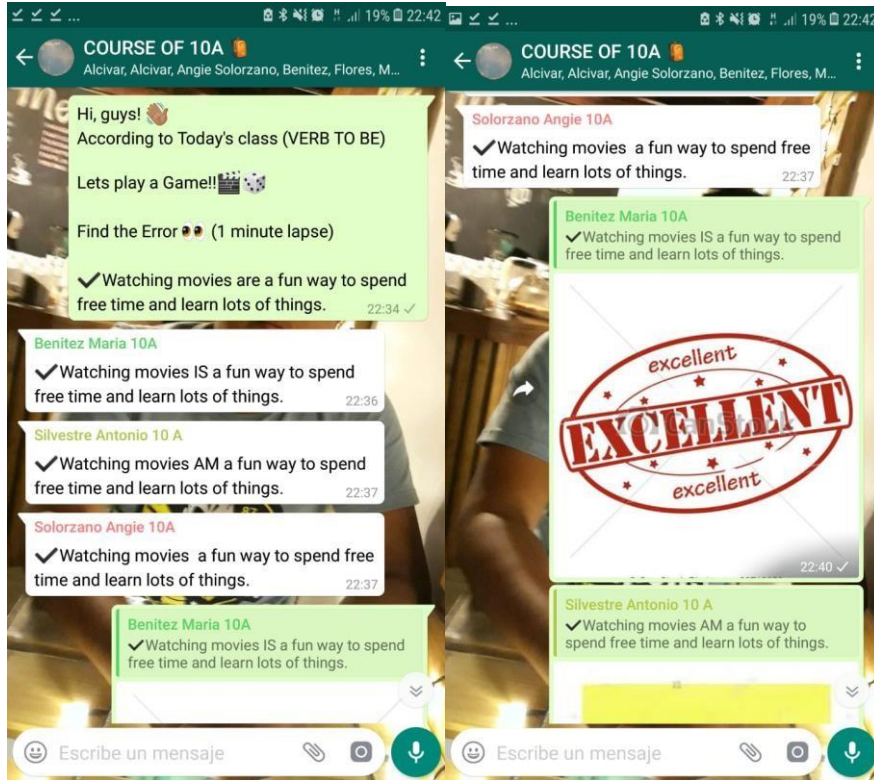 19% 22:42
COURSE OF 10A
Alcivar, Alcivar, Angie Solorzano, Benitez, Flores, M...
Hi, guys!
According to Today's class (VERB TO BE)
Lets play a Game!!
Find the Error (1 minute lapse)
✔Watching movies are a fun way to spend
free time and learn lots of things.
22:34
Benitez Maria 10A
✔Watching movies IS a fun way to spend
free time and learn lots of things.
22:36
Silvestre Antonio 10 A
✔Watching movies AM a fun way to spend
free time and learn lots of things.
22:37
Solorzano Angie 10A
✔Watching movies a fun way to spend free
time and learn lots of things.
22:37
Benitez Maria 10A
✔Watching movies IS a fun way to spend
free time and learn lots of things.
Escribe un mensaje
19% 22:42
COURSE OF 10A
Alcivar, Alcivar, Angie Solorzano, Benitez, Flores, M...
Solorzano Angie 10A
✔Watching movies a fun way to spend free
time and learn lots of things.
22:37
Benitez Maria 10A
✔Watching movies IS a fun way to spend
free time and learn lots of things.
excellent
EXCELLENT
excellent
22:40
Silvestre Antonio 10 A
✔Watching movies AM a fun way to
spend free time and learn lots of things.
Escribe un mensaje